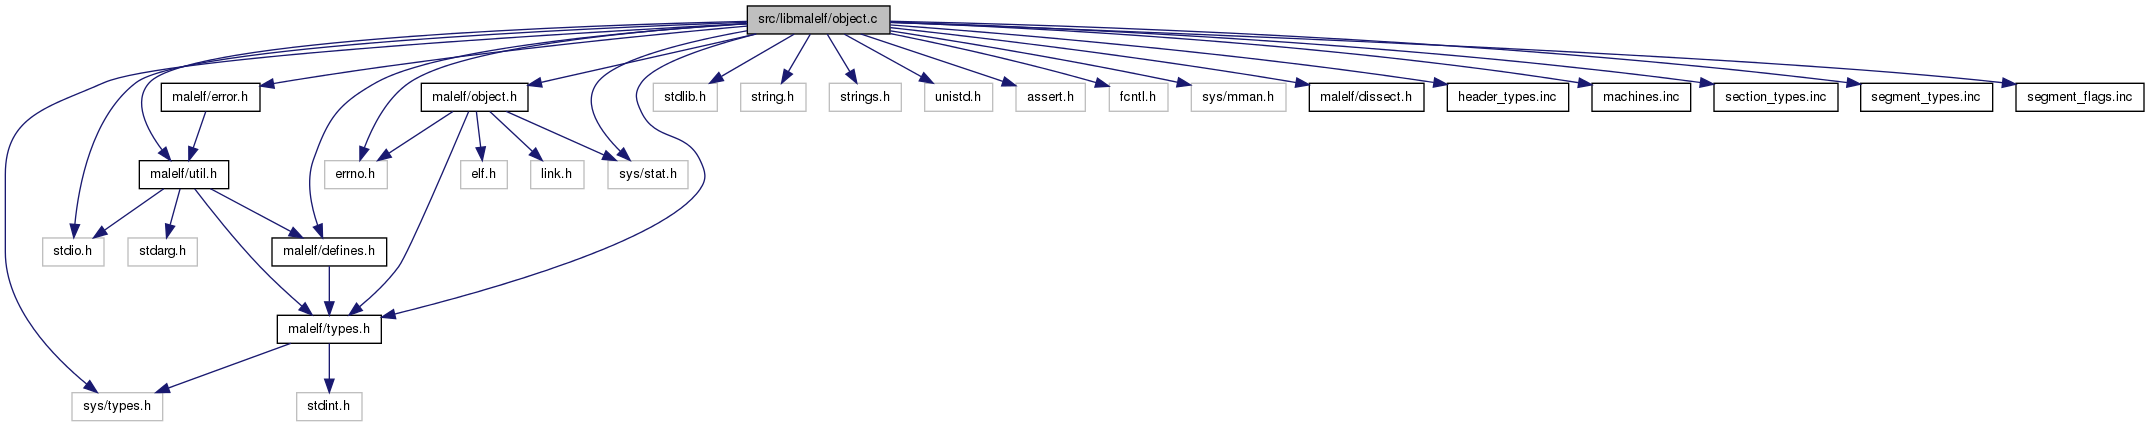 src/libmalelf/object.c
malelf/error.h
malelf/object.h
stdlib.h
string.h
strings.h
unistd.h
assert.h
fcntl.h
sys/mman.h
malelf/dissect.h
header_types.inc
machines.inc
section_types.inc
segment_types.inc
segment_flags.inc
malelf/util.h
errno.h
elf.h
link.h
sys/stat.h
stdio.h
stdarg.h
malelf/defines.h
malelf/types.h
sys/types.h
stdint.h